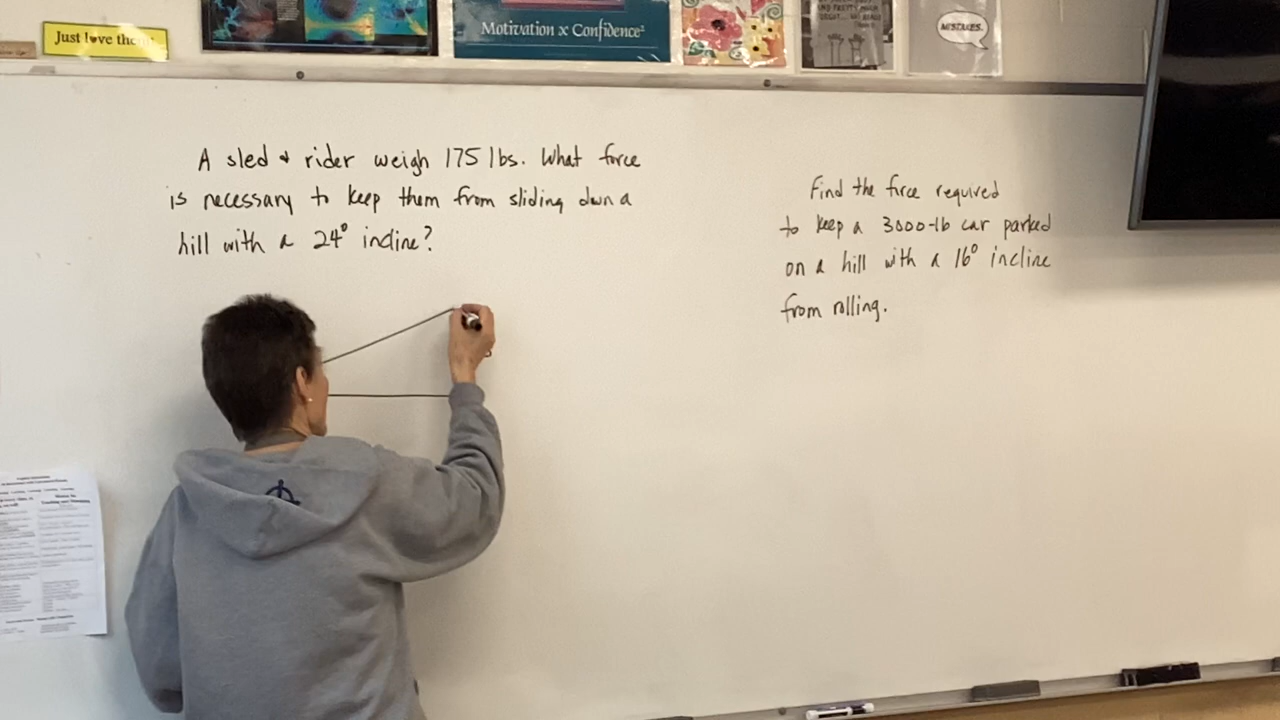 Just love them
Motivation x Confidence²
MISTAKES.
A sled & rider weigh 175 lbs. What force
is necessary to keep them from sliding down a
hill with a 24° incline?
Find the force required
to keep a 3000-lb car parked
on a hill with a 16° incline
from rolling.